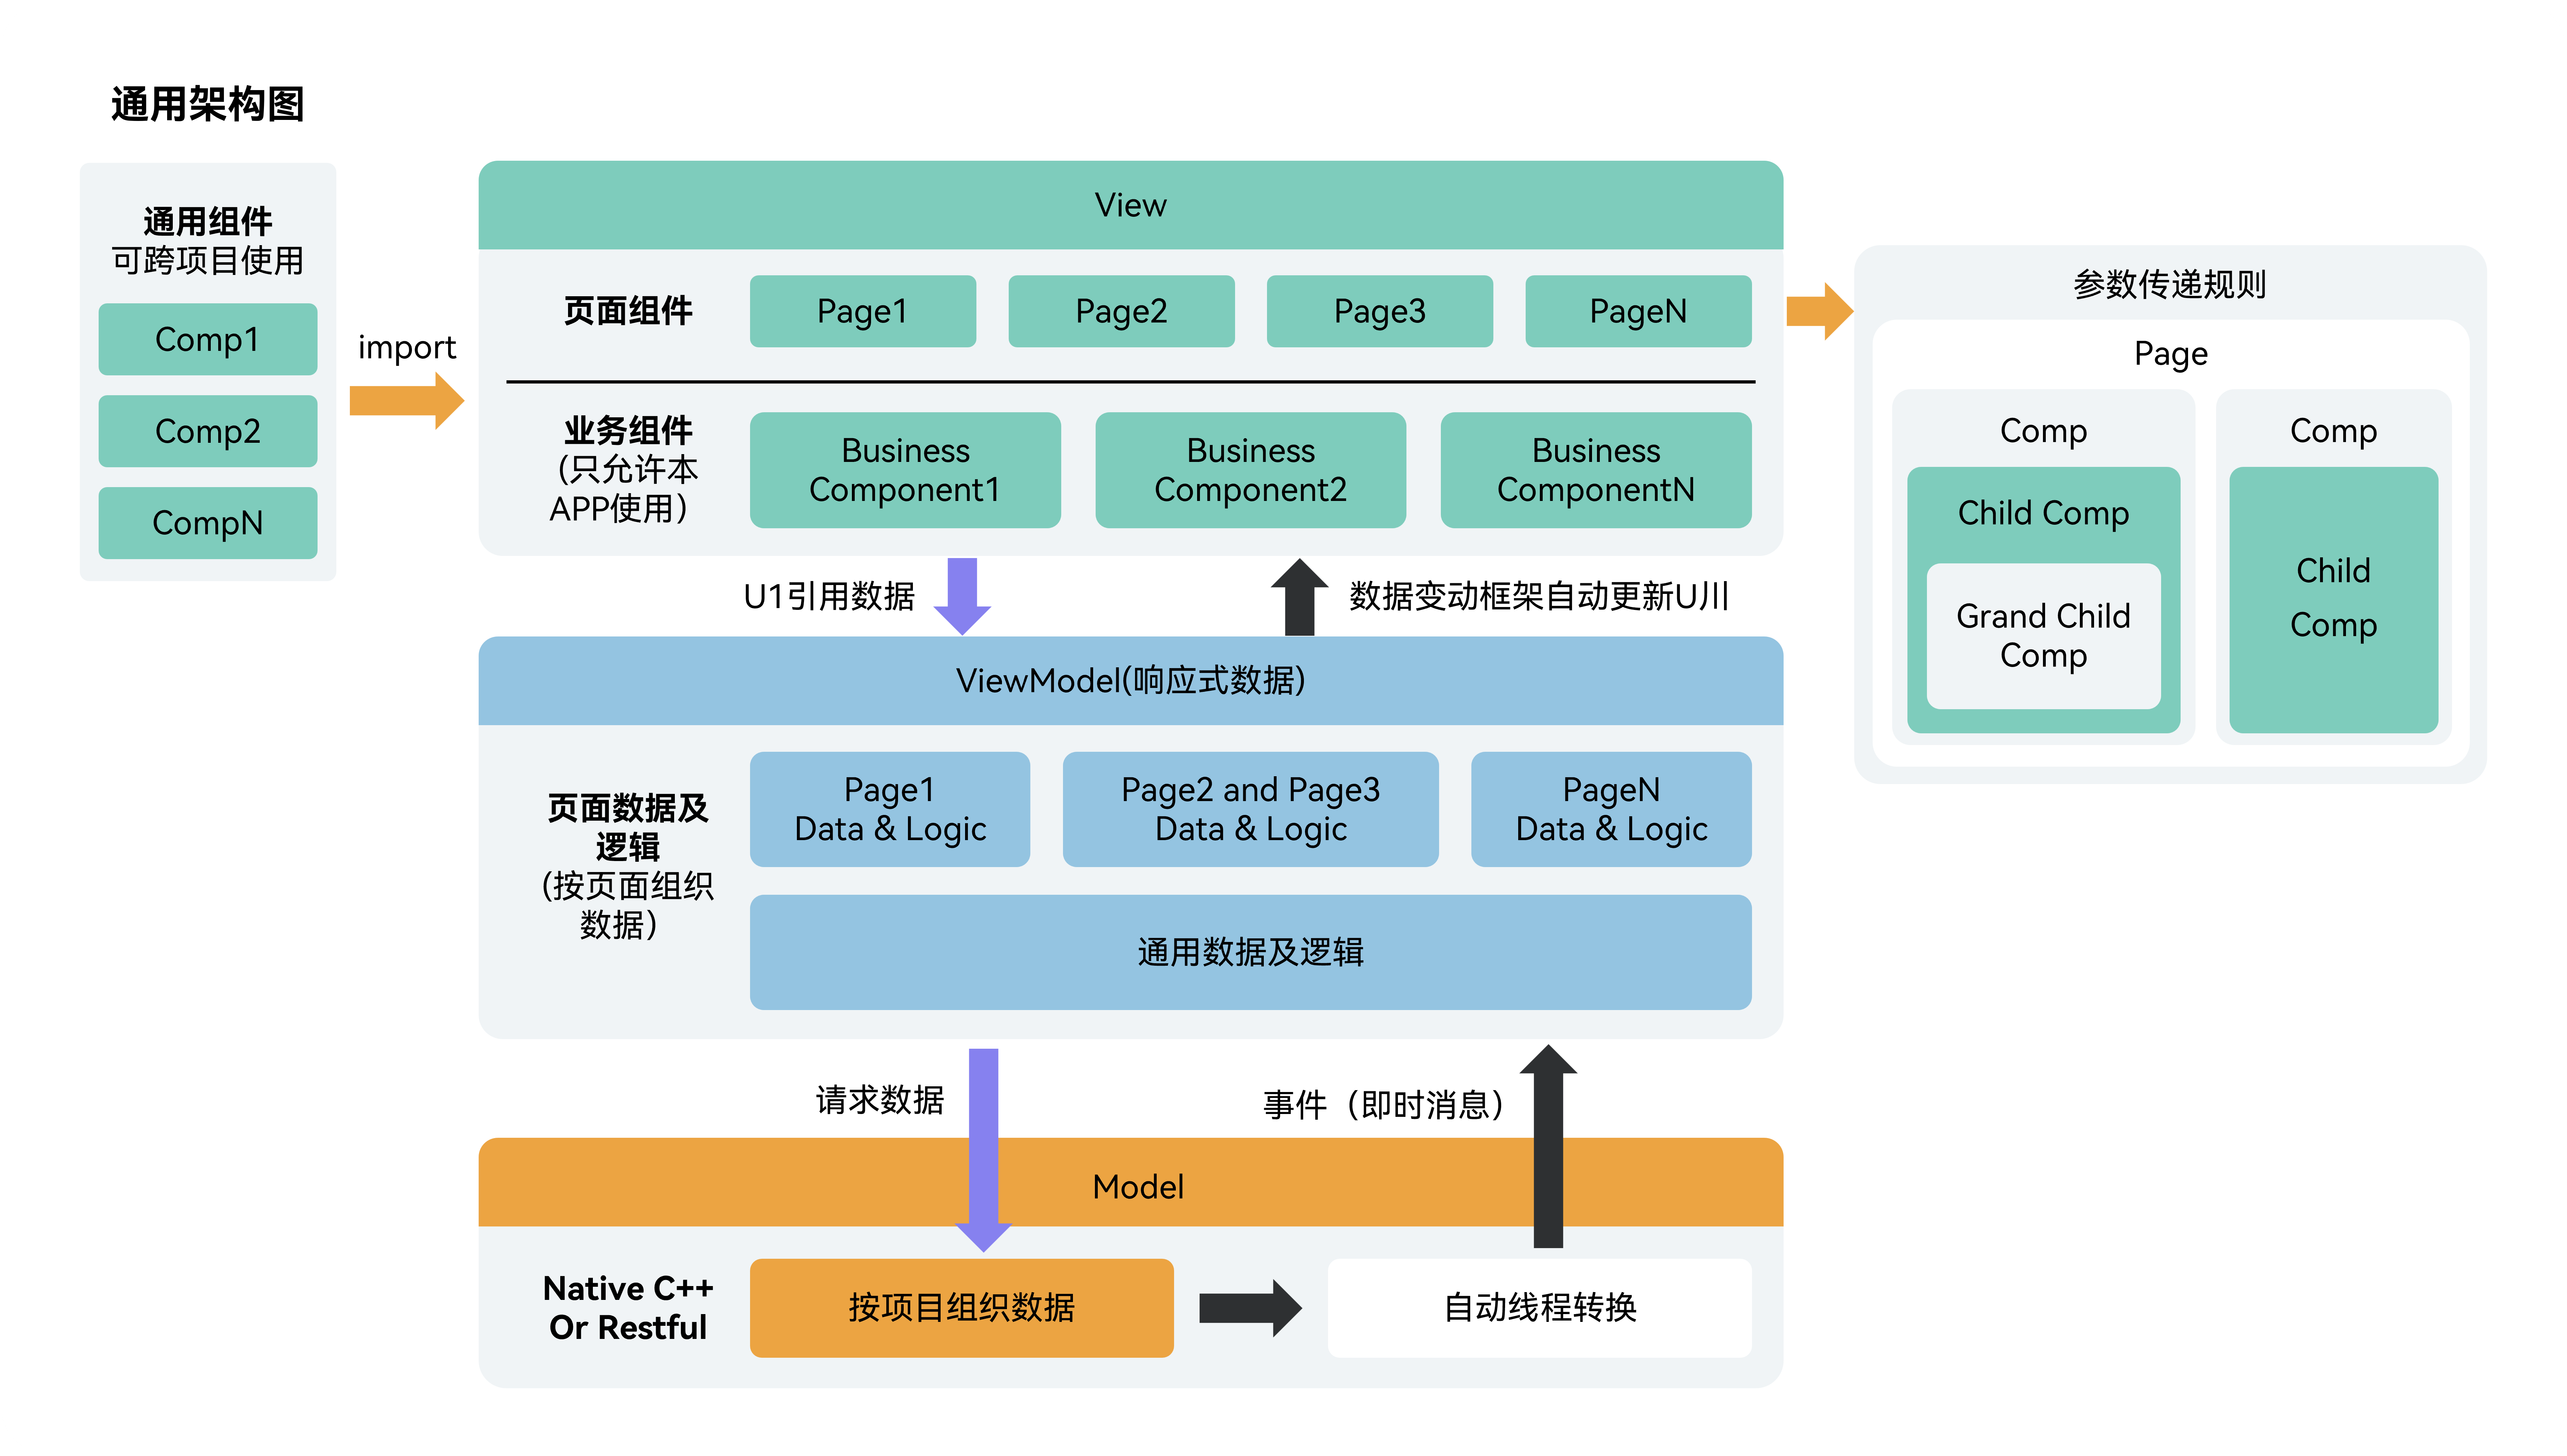 通用架构图
通用组件
可跨项目使用
Comp1
Comp2
CompN
import
View
页面组件
Page1
Page2
Page3
PageN
业务组件
(只允许本
APP使用）
Business
Component1
Business
Component2
Business
ComponentN
U1引用数据
数据变动框架自动更新U川
ViewModel(响应式数据)
页面数据及
逻辑
(按页面组织
数据）
Page1
Data & Logic
Page2 and Page3
Data & Logic
PageN
Data & Logic
通用数据及逻辑
请求数据
事件（即时消息）
Model
Native C++
Or Restful
按项目组织数据
自动线程转换
参数传递规则
Page
Comp
Child Comp
Grand Child
Comp
Comp
Child
Comp